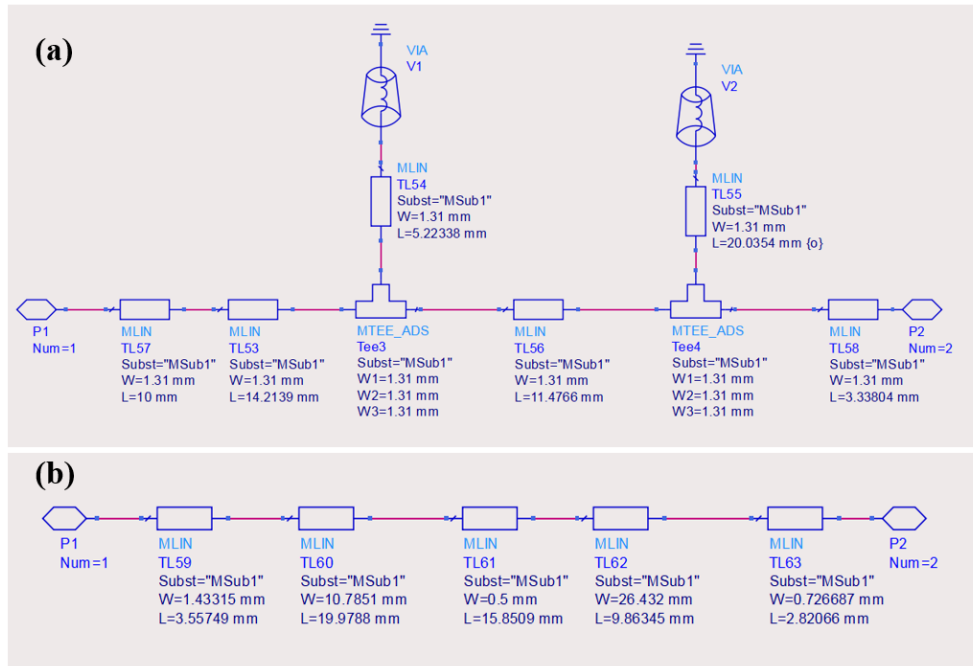 (a)
VIA
V1
VIA
V2
MLIN
TL54
Subst="MSub1"
W=1.31 mm
L=5.22338 mm
MLIN
TL55
Subst="MSub1"
W=1.31 mm
L=20.0354 mm {o}
P1
Num=1
MLIN
TL57
Subst="MSub1"
W=1.31 mm
L=10 mm
MLIN
TL53
Subst="MSub1"
W=1.31 mm
L=14.2139 mm
MTEE_ADS
Tee3
Subst="MSub1"
W1=1.31 mm
W2=1.31 mm
W3=1.31 mm
MLIN
TL56
Subst="MSub1"
W=1.31 mm
L=11.4766 mm
MTEE_ADS
Tee4
Subst="MSub1"
W1=1.31 mm
W2=1.31 mm
W3=1.31 mm
MLIN
TL58
Subst="MSub1"
W=1.31 mm
L=3.33804 mm
P2
Num=2
(b)
P1
Num=1
MLIN
TL59
Subst="MSub1"
W=1.43315 mm
L=3.55749 mm
MLIN
TL60
Subst="MSub1"
W=10.7851 mm
L=19.9788 mm
MLIN
TL61
Subst="MSub1"
W=0.5 mm
L=15.8509 mm
MLIN
TL62
Subst="MSub1"
W=26.432 mm
L=9.86345 mm
MLIN
TL63
Subst="MSub1"
W=0.726687 mm
L=2.82066 mm
P2
Num=2